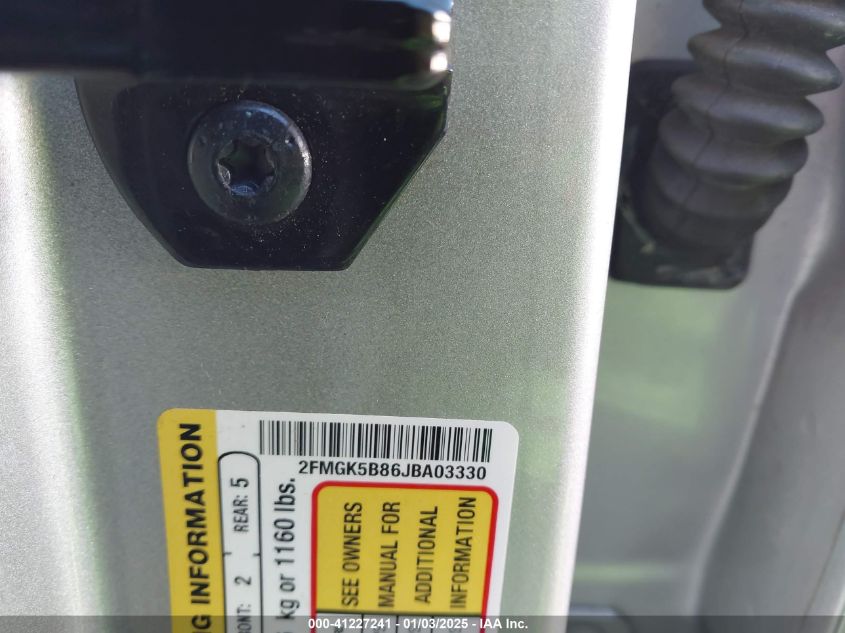 2FMGK5B86JBA03330
NG INFORMATION
REAR: 5
2
kg or 1160 lbs.
SEE OWNERS
MANUAL FOR
ADDITIONAL
INFORMATION
000-41227241 - 01/03/2025 - IAA Inc.